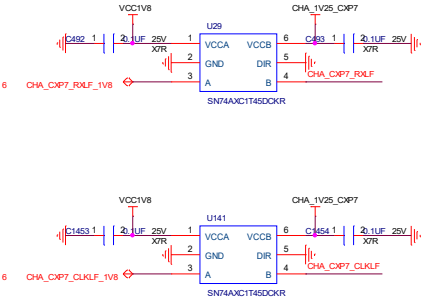 VCC1V8 CHA_1V25_CXP7
U29
C492 1 2 0.1UF 25V X7R 1 VCCA VCCB 6 C493 1 2 0.1UF 25V X7R
2 GND DIR 5
6 CHA_CXP7_RXLF_1V8 3 A B 4 CHA_CXP7_RXLF
SN74AXC1T45DCKR
VCC1V8 CHA_1V25_CXP7
U141
C1453 1 2 0.1UF 25V X7R 1 VCCA VCCB 6 C1454 1 2 0.1UF 25V X7R
2 GND DIR 5
6 CHA_CXP7_CLKLF_1V8 3 A B 4 CHA_CXP7_CLKLF
SN74AXC1T45DCKR